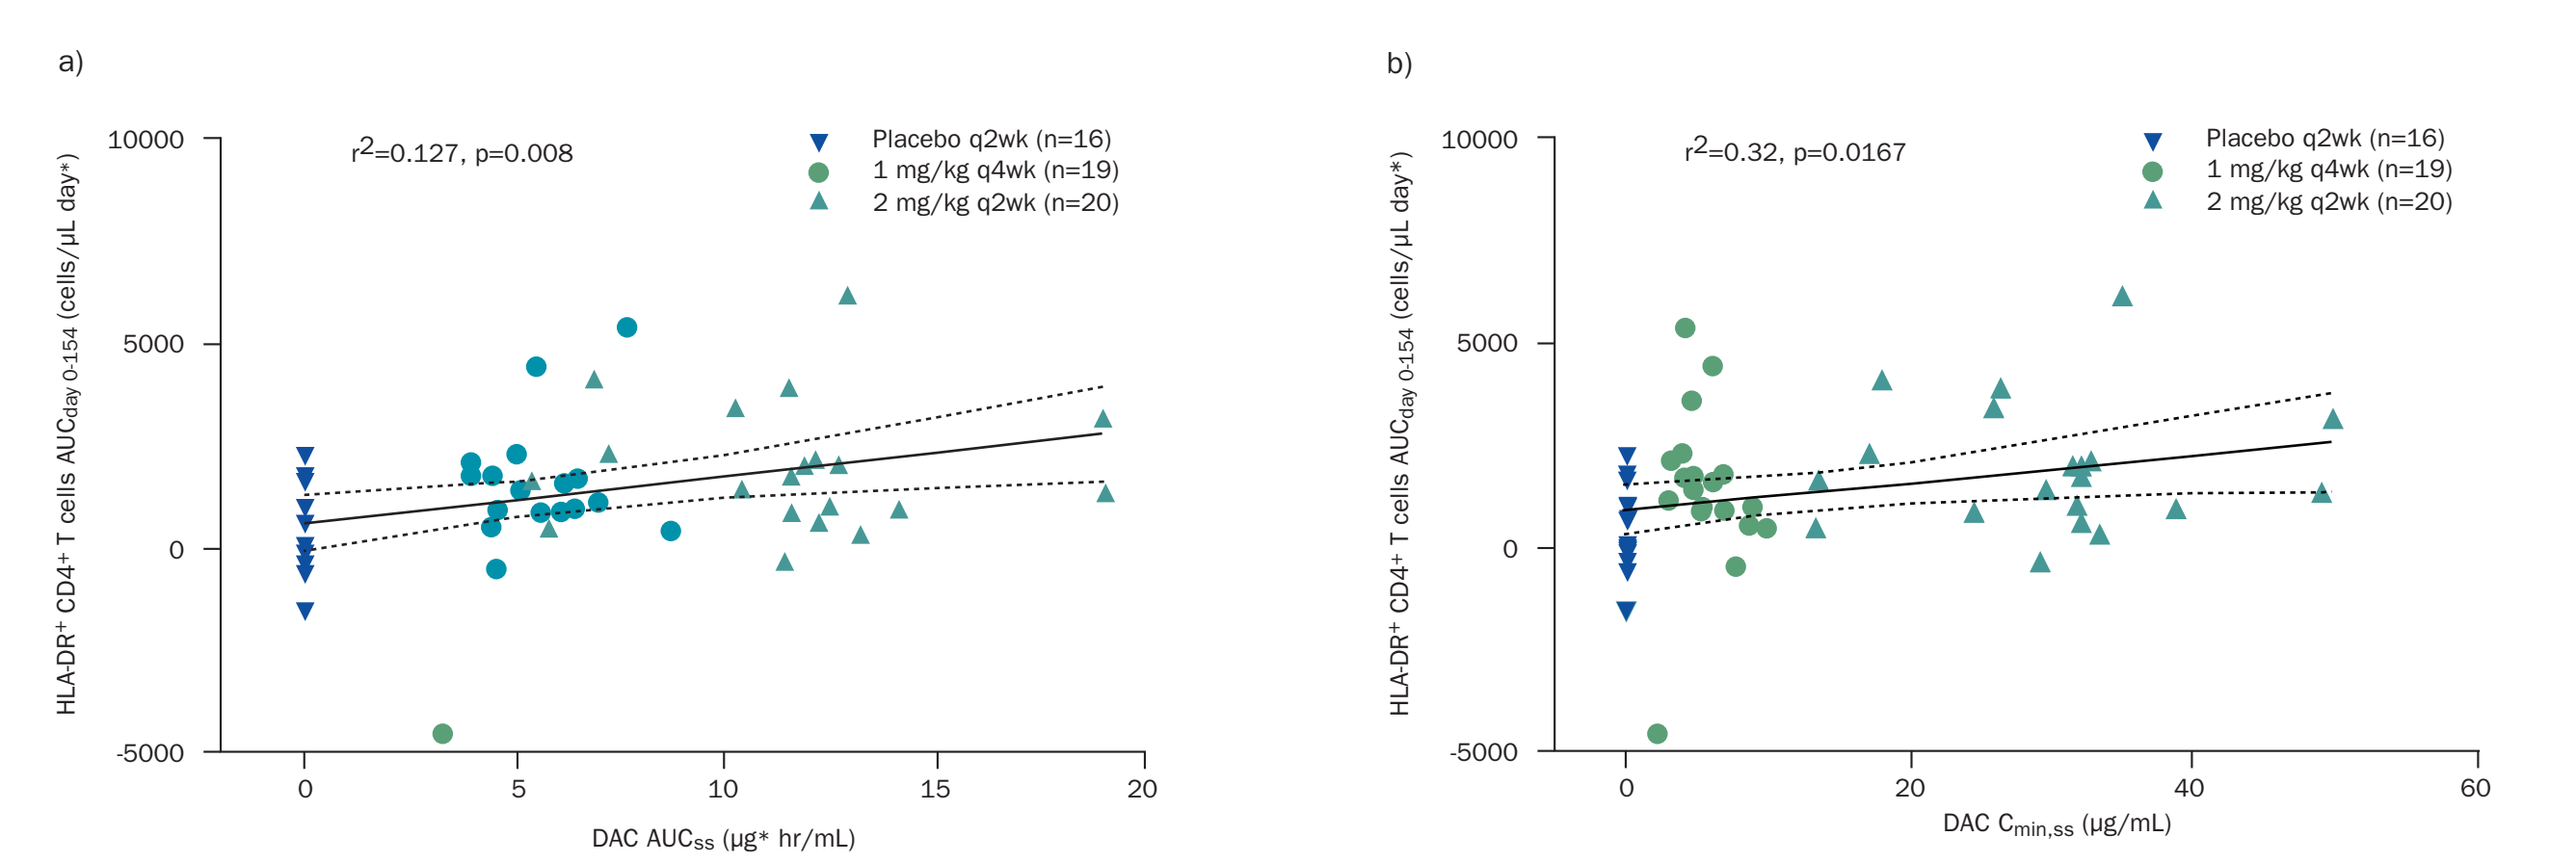 a)
r2=0.127, p=0.008
Placebo q2wk (n=16)
1 mg/kg q4wk (n=19)
2 mg/kg q2wk (n=20)
HLA-DR+ CD4+ T cells AUCday 0-154 (cells/µL day*)
10000
5000
0
-5000
0 5 10 15 20
DAC AUCss (µg* hr/mL)
b)
r2=0.32, p=0.0167
Placebo q2wk (n=16)
1 mg/kg q4wk (n=19)
2 mg/kg q2wk (n=20)
HLA-DR+ CD4+ T cells AUCday 0-154 (cells/µL day*)
10000
5000
0
-5000
0 20 40 60
DAC Cmin,ss (µg/mL)